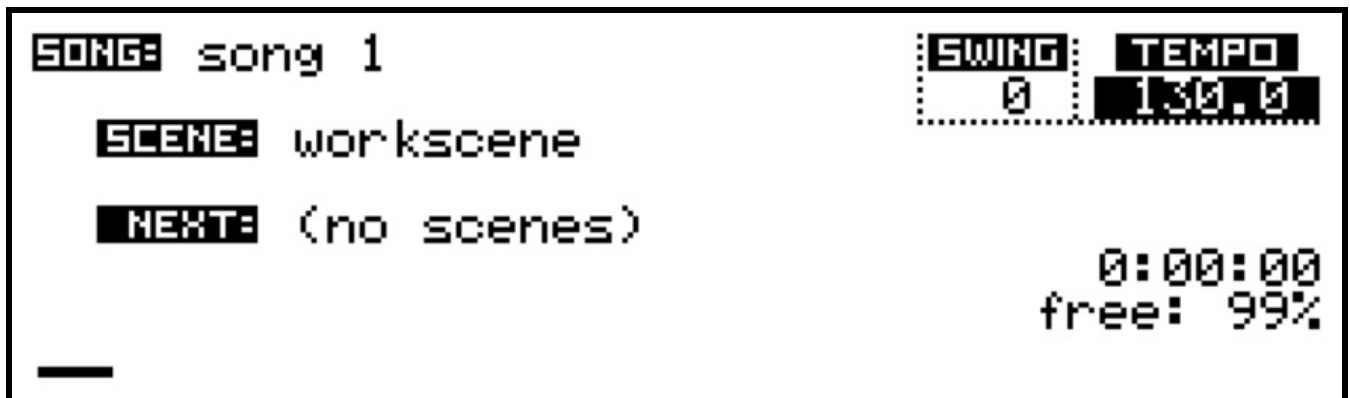 SONG: song 1
SWING TEMPO
0 130.0
SCENE: workscene
NEXT: (no scenes)
0:00:00
free: 99%